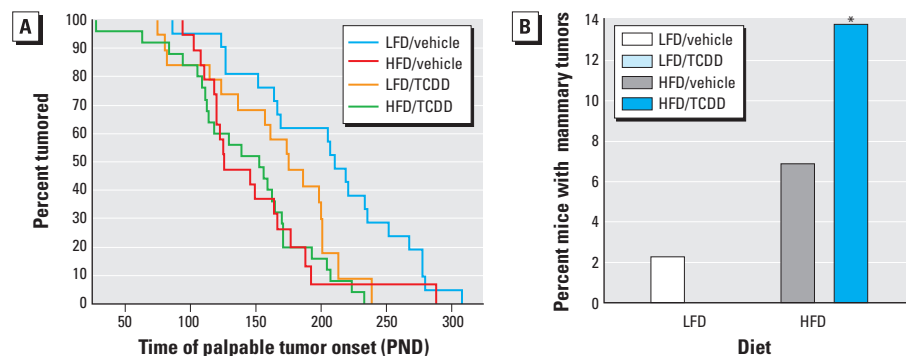 A
Percent tumored
100
90
80
70
60
50
40
30
20
10
0
50
100
150
200
250
300
Time of palpable tumor onset (PND)
LFD/vehicle
HFD/vehicle
LFD/TCDD
HFD/TCDD
B
Percent mice with mammary tumors
14
12
10
8
6
4
2
0
LFD/vehicle
LFD/TCDD
HFD/vehicle
HFD/TCDD
*
LFD
HFD
Diet